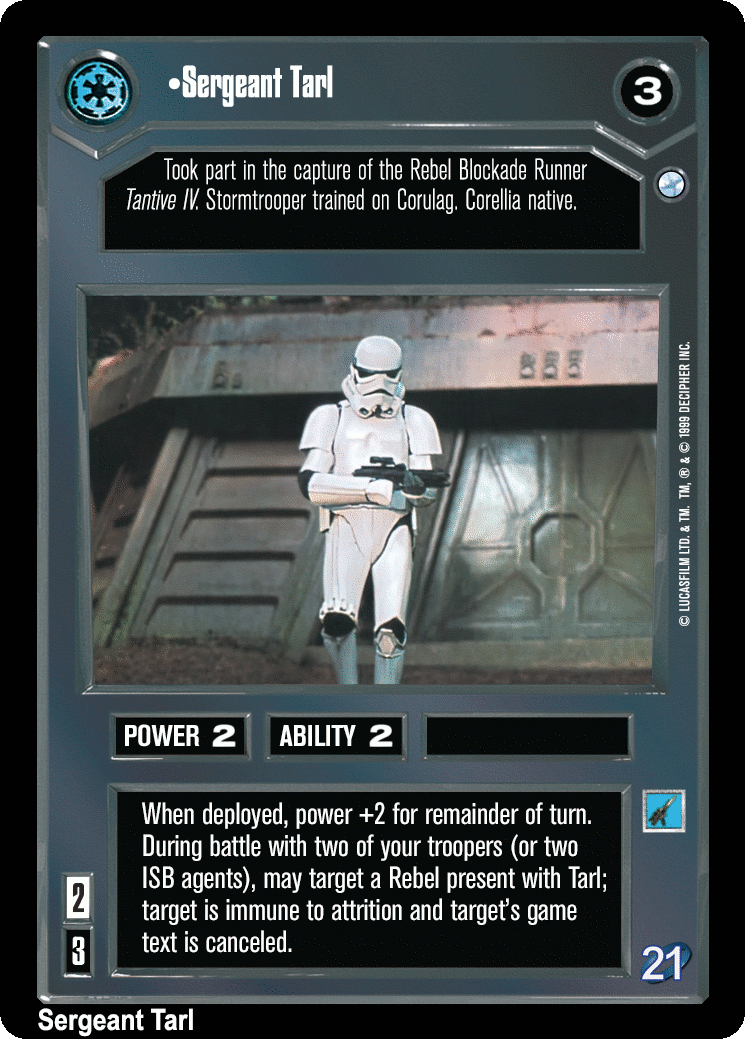 •Sergeant Tarl
3
Took part in the capture of the Rebel Blockade Runner
Tantive IV. Stormtrooper trained on Corulag. Corellia native.
© LUCASFILM LTD. & TM. TM, ® & © 1999 DECIPHER INC.
POWER 2
ABILITY 2
When deployed, power +2 for remainder of turn.
During battle with two of your troopers (or two
ISB agents), may target a Rebel present with Tarl;
target is immune to attrition and target's game
text is canceled.
2
3
21
Sergeant Tarl